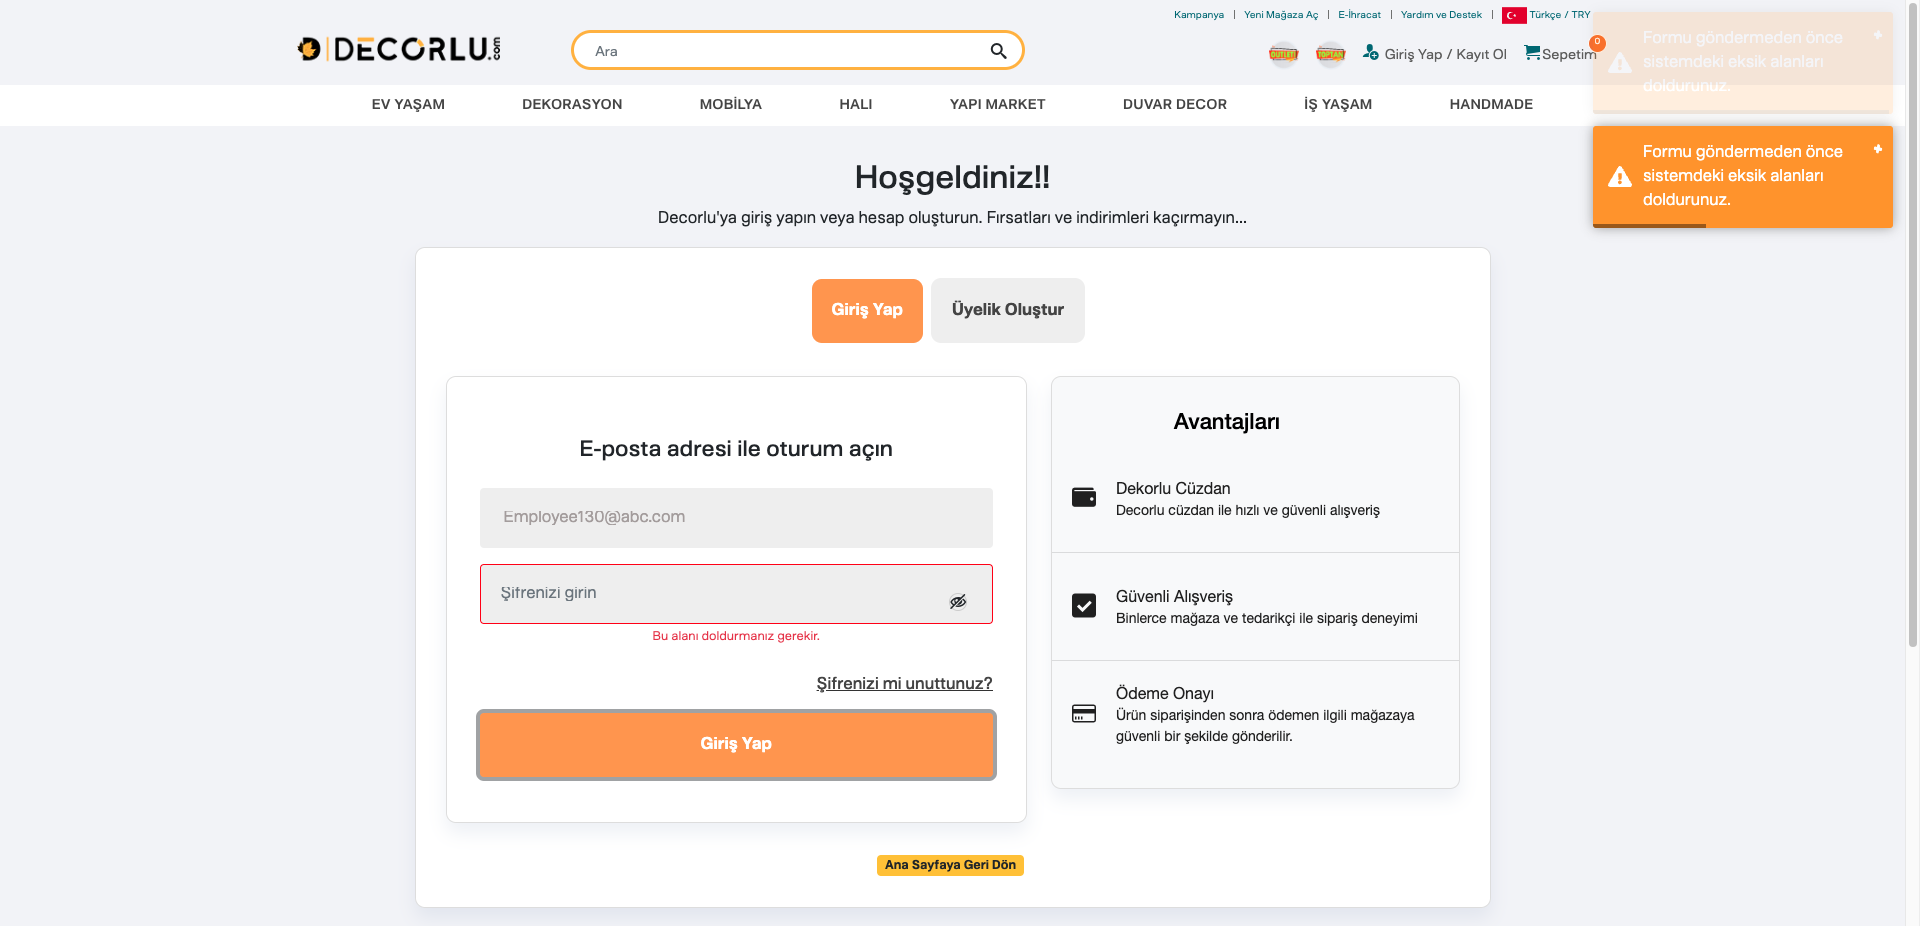 Kampanya | Yeni Mağaza Aç | E-İhracat | Yardım ve Destek | Türkçe / TRY
DECORLU.com
Ara
OUTLET
TOPTAN
Giriş Yap / Kayıt Ol
Sepetim
0
Formu göndermeden önce
sistemdeki eksik alanları
doldurunuz.
EV YAŞAM
DEKORASYON
MOBİLYA
HALI
YAPI MARKET
DUVAR DECOR
İŞ YAŞAM
HANDMADE
Formu göndermeden önce
sistemdeki eksik alanları
doldurunuz.
Hoşgeldiniz!!
Decorlu'ya giriş yapın veya hesap oluşturun. Fırsatları ve indirimleri kaçırmayın...
Giriş Yap
Üyelik Oluştur
E-posta adresi ile oturum açın
Employee130@abc.com
Şifrenizi girin
Bu alanı doldurmanız gerekir.
Şifrenizi mi unuttunuz?
Giriş Yap
Avantajları
Dekorlu Cüzdan
Decorlu cüzdan ile hızlı ve güvenli alışveriş
Güvenli Alışveriş
Binlerce mağaza ve tedarikçi ile sipariş deneyimi
Ödeme Onayı
Ürün siparişinden sonra ödemen ilgili mağazaya
güvenli bir şekilde gönderilir.
Ana Sayfaya Geri Dön